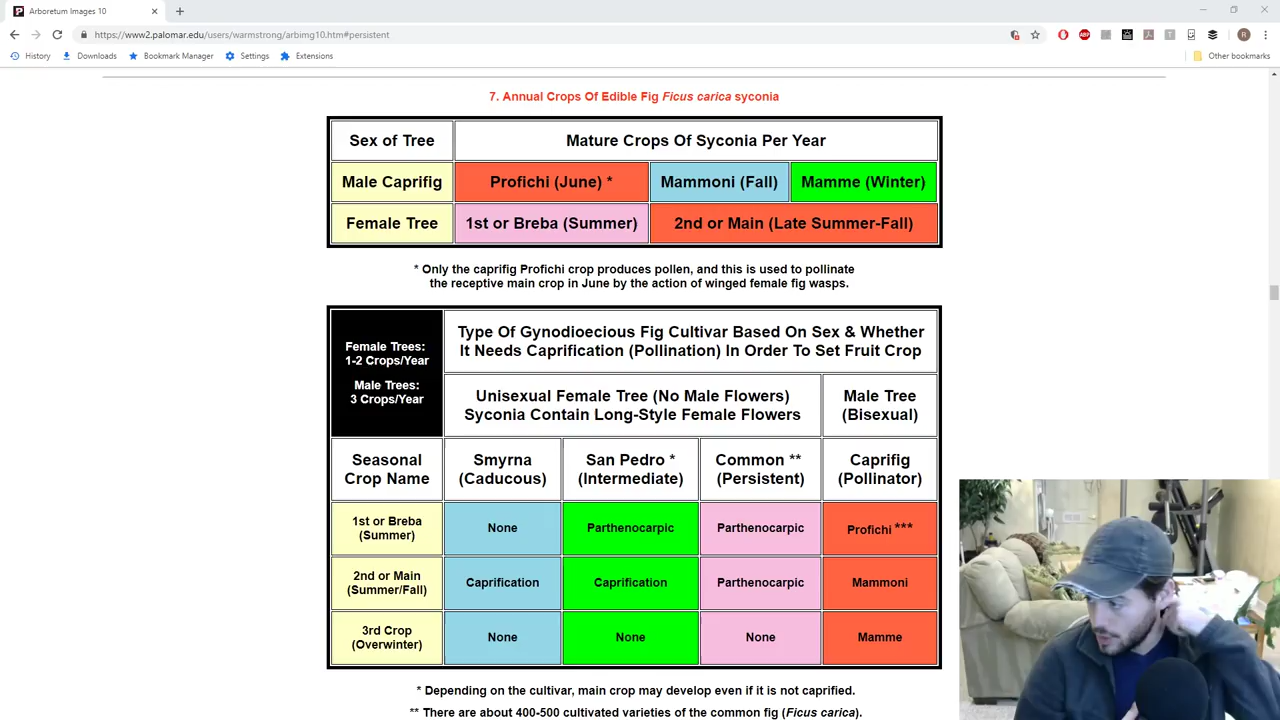 Arboretum Images 10
https://www2.palomar.edu/users/warmstrong/arbimg10.htm#persistent
History
Downloads
Bookmark Manager
Settings
Extensions
Other bookmarks
7. Annual Crops Of Edible Fig Ficus carica syconia
Sex of Tree
Mature Crops Of Syconia Per Year
Male Caprifig
Profichi (June) *
Mammoni (Fall)
Mamme (Winter)
Female Tree
1st or Breba (Summer)
2nd or Main (Late Summer-Fall)
* Only the caprifig Profichi crop produces pollen, and this is used to pollinate
the receptive main crop in June by the action of winged female fig wasps.
Female Trees:
1-2 Crops/Year
Male Trees:
3 Crops/Year
Type Of Gynodioecious Fig Cultivar Based On Sex & Whether
It Needs Caprification (Pollination) In Order To Set Fruit Crop
Unisexual Female Tree (No Male Flowers)
Syconia Contain Long-Style Female Flowers
Male Tree
(Bisexual)
Seasonal
Crop Name
Smyrna
(Caducous)
San Pedro *
(Intermediate)
Common **
(Persistent)
Caprifig
(Pollinator)
1st or Breba
(Summer)
None
Parthenocarpic
Parthenocarpic
Profichi ***
2nd or Main
(Summer/Fall)
Caprification
Caprification
Parthenocarpic
Mammoni
3rd Crop
(Overwinter)
None
None
None
Mamme
* Depending on the cultivar, main crop may develop even if it is not caprified.
** There are about 400-500 cultivated varieties of the common fig (Ficus carica).